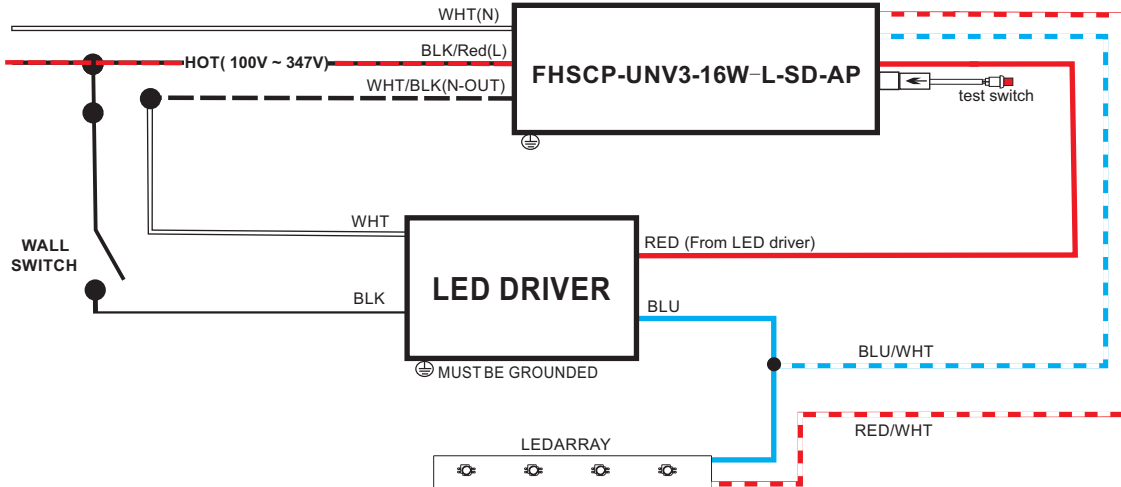 WHT(N)
BLK/Red(L)
HOT( 100V ~ 347V)
WHT/BLK(N-OUT)
FHSCP-UNV3-16W-L-SD-AP
test switch
WHT
WALL
SWITCH
RED (From LED driver)
LED DRIVER
BLK
BLU
BLU/WHT
MUST BE GROUNDED
RED/WHT
LEDARRAY